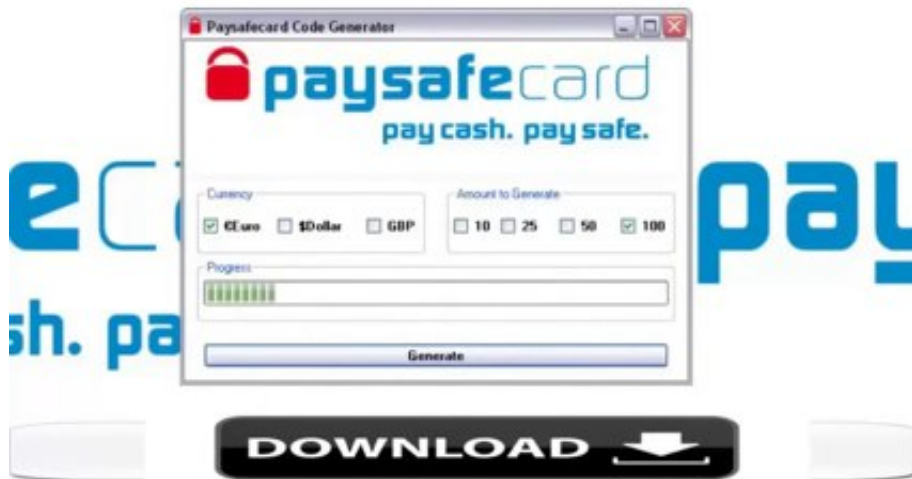 Paysafecard Code Generator
paysafecard
pay cash. pay safe.
Currency
Amount to Generate
€Euro $Dollar GBP
10 25 50 100
Progress
Generate
eca
pay
sh. pa
DOWNLOAD